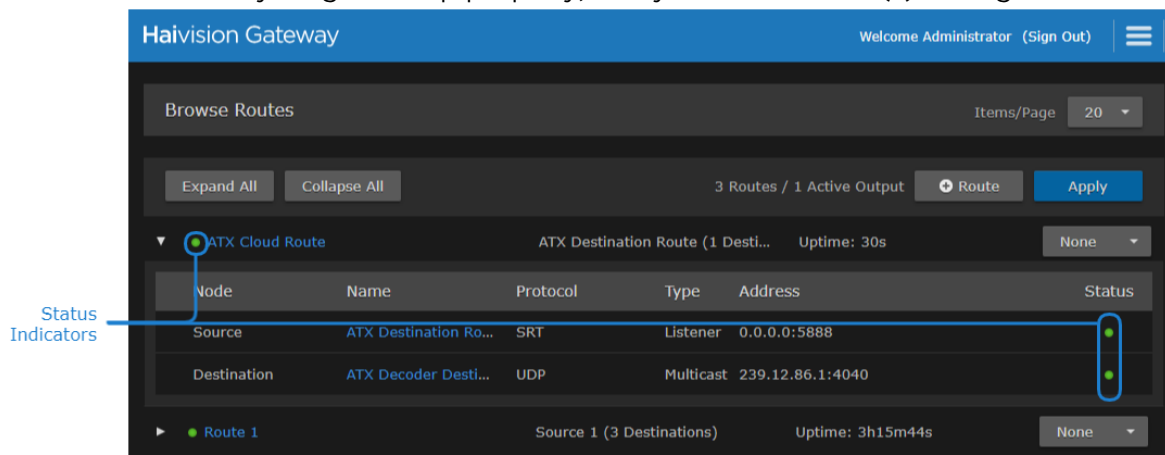 Haivision Gateway Welcome Administrator (Sign Out)
Browse Routes Items/Page 20
Expand All Collapse All 3 Routes / 1 Active Output Route Apply
ATX Cloud Route ATX Destination Route (1 Desti... Uptime: 30s None
Node Name Protocol Type Address Status
Status
Indicators
Source ATX Destination Ro... SRT Listener 0.0.0.0:5888
Destination ATX Decoder Desti... UDP Multicast 239.12.86.1:4040
Route 1 Source 1 (3 Destinations) Uptime: 3h15m44s None